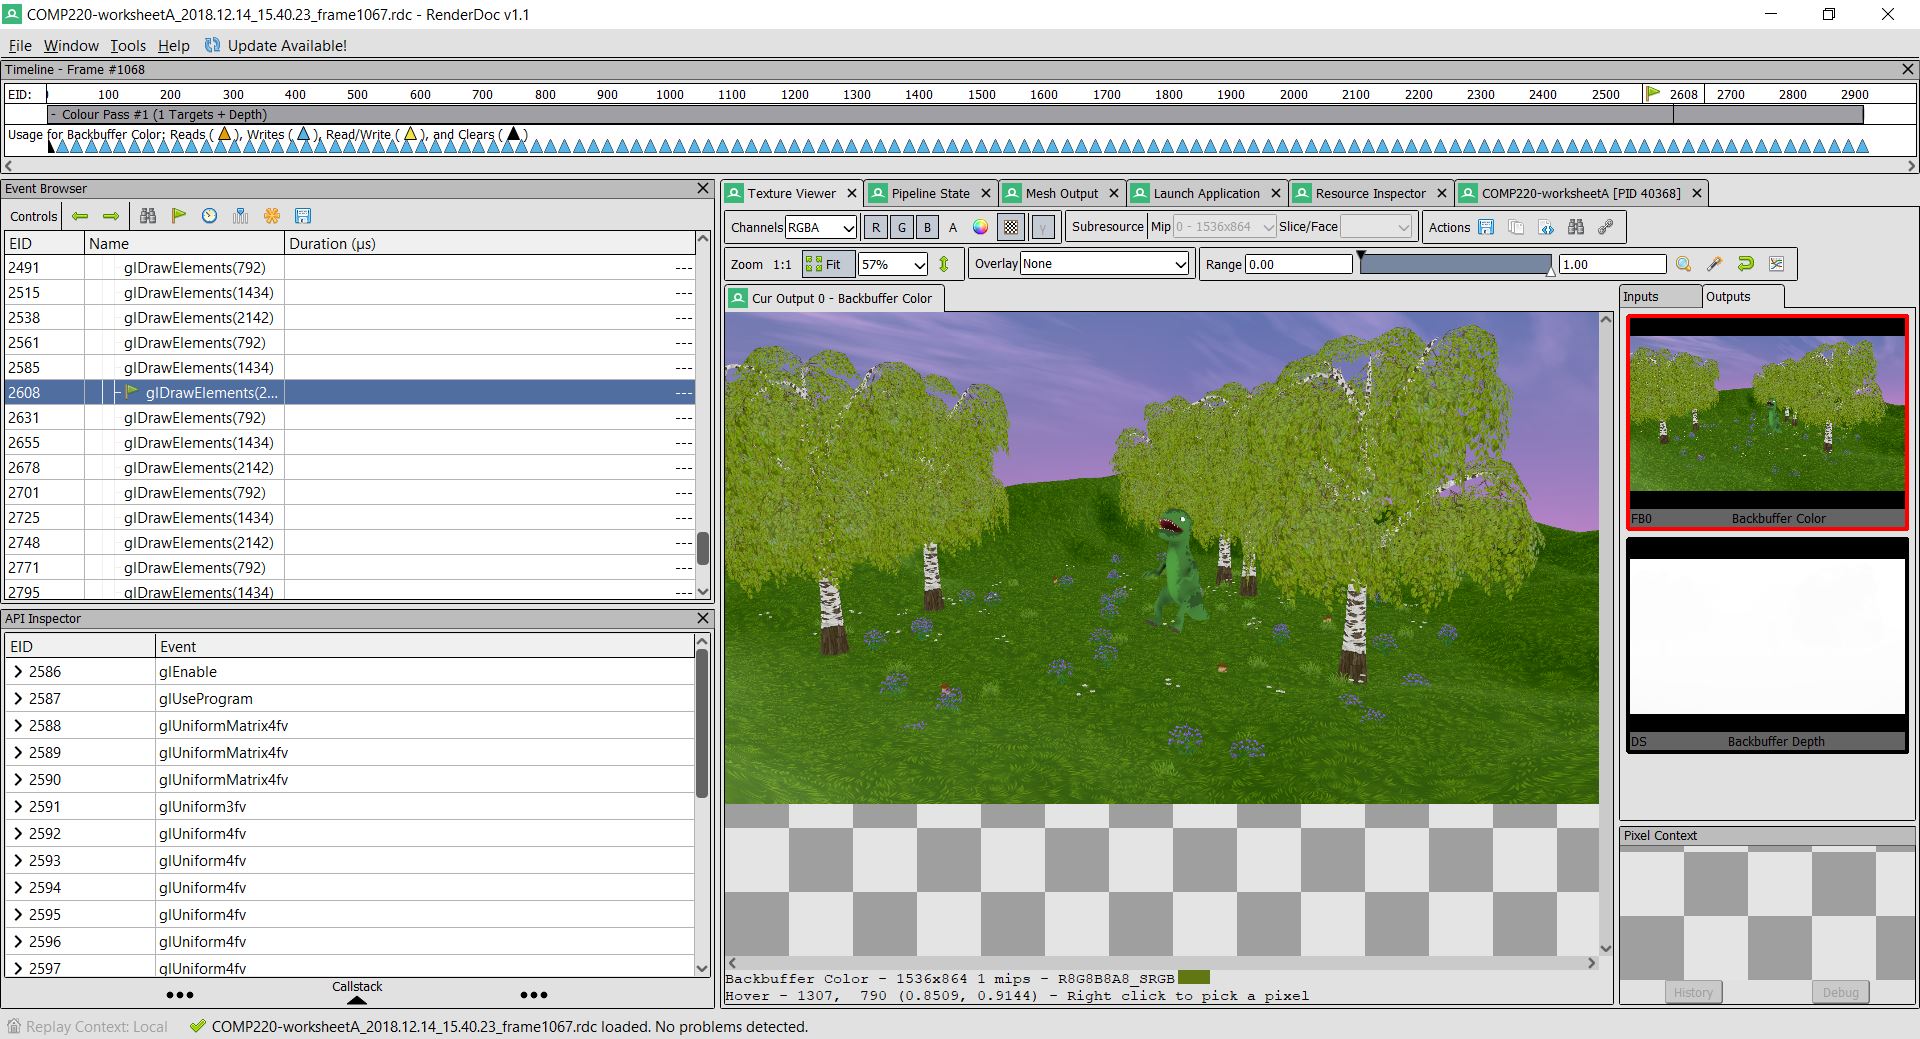 COMP220-worksheetA_2018.12.14_15.40.23_frame1067.rdc - RenderDoc v1.1
File Window Tools Help Update Available!
Timeline - Frame #1068
EID: 100 200 300 400 500 600 700 800 900 1000 1100 1200 1300 1400 1500 1600 1700 1800 1900 2000 2100 2200 2300 2400 2500 2608 2700 2800 2900
- Colour Pass #1 (1 Targets + Depth)
Usage for Backbuffer Color: Reads ( ), Writes ( ), Read/Write ( ), and Clears ( )
Event Browser
Controls
EID Name Duration (µs)
2491 glDrawElements(792) ---
2515 glDrawElements(1434) ---
2538 glDrawElements(2142) ---
2561 glDrawElements(792) ---
2585 glDrawElements(1434) ---
2608 glDrawElements(2... ---
2631 glDrawElements(792) ---
2655 glDrawElements(1434) ---
2678 glDrawElements(2142) ---
2701 glDrawElements(792) ---
2725 glDrawElements(1434) ---
2748 glDrawElements(2142) ---
2771 glDrawElements(792) ---
2795 glDrawElements(1434) ---
API Inspector
EID Event
2586 glEnable
2587 glUseProgram
2588 glUniformMatrix4fv
2589 glUniformMatrix4fv
2590 glUniformMatrix4fv
2591 glUniform3fv
2592 glUniform4fv
2593 glUniform4fv
2594 glUniform4fv
2595 glUniform4fv
2596 glUniform4fv
2597 glUniform4fv
Callstack
Texture Viewer Pipeline State Mesh Output Launch Application Resource Inspector COMP220-worksheetA [PID 40368]
Channels RGBA R G B A γ Subresource Mip 0 - 1536x864 Slice/Face Actions
Zoom 1:1 Fit 57% Overlay None Range 0.00 1.00
Cur Output 0 - Backbuffer Color
Inputs Outputs
FB0 Backbuffer Color
DS Backbuffer Depth
Pixel Context
History Debug
Backbuffer Color - 1536x864 1 mips - R8G8B8A8_SRGB
Hover - 1307, 790 (0.8509, 0.9144) - Right click to pick a pixel
Replay Context: Local COMP220-worksheetA_2018.12.14_15.40.23_frame1067.rdc loaded. No problems detected.